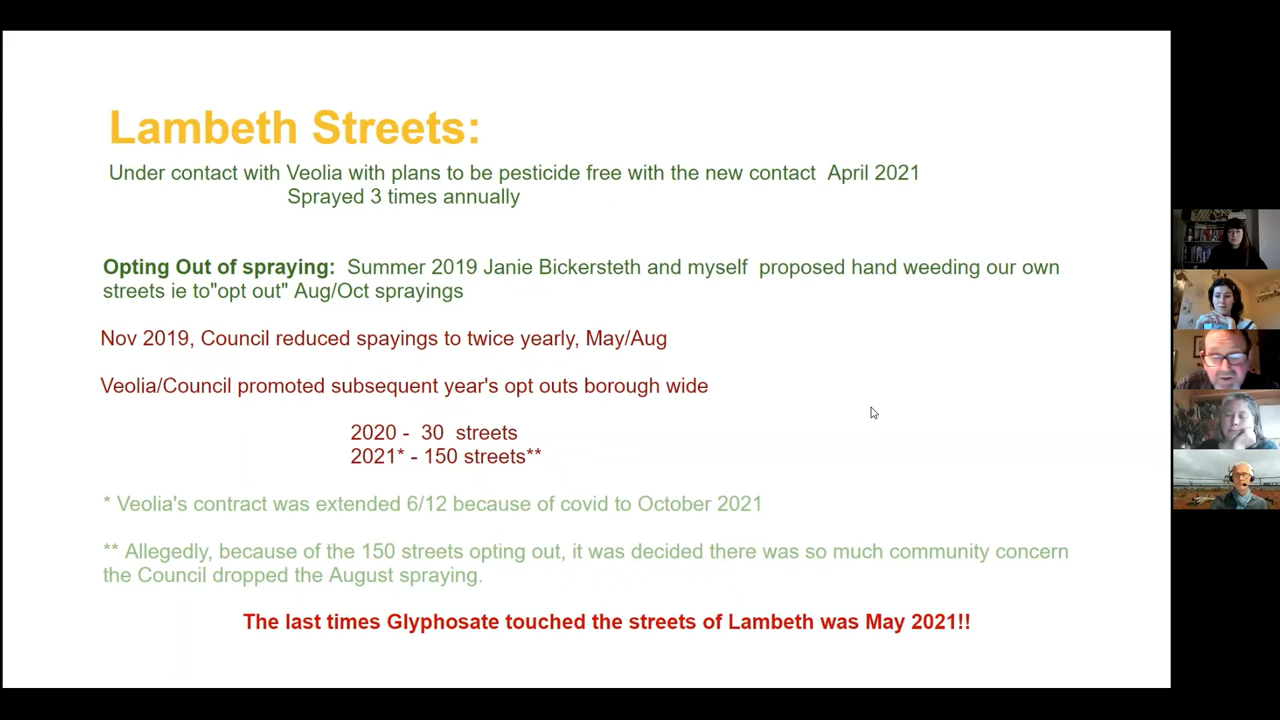 Lambeth Streets:
Under contact with Veolia with plans to be pesticide free with the new contact  April 2021
Sprayed 3 times annually
Opting Out of spraying:  Summer 2019 Janie Bickersteth and myself  proposed hand weeding our own
streets ie to"opt out" Aug/Oct sprayings
Nov 2019, Council reduced spayings to twice yearly, May/Aug
Veolia/Council promoted subsequent year's opt outs borough wide
2020 -  30  streets
2021* - 150 streets**
* Veolia's contract was extended 6/12 because of covid to October 2021
** Allegedly, because of the 150 streets opting out, it was decided there was so much community concern
the Council dropped the August spraying.
The last times Glyphosate touched the streets of Lambeth was May 2021!!